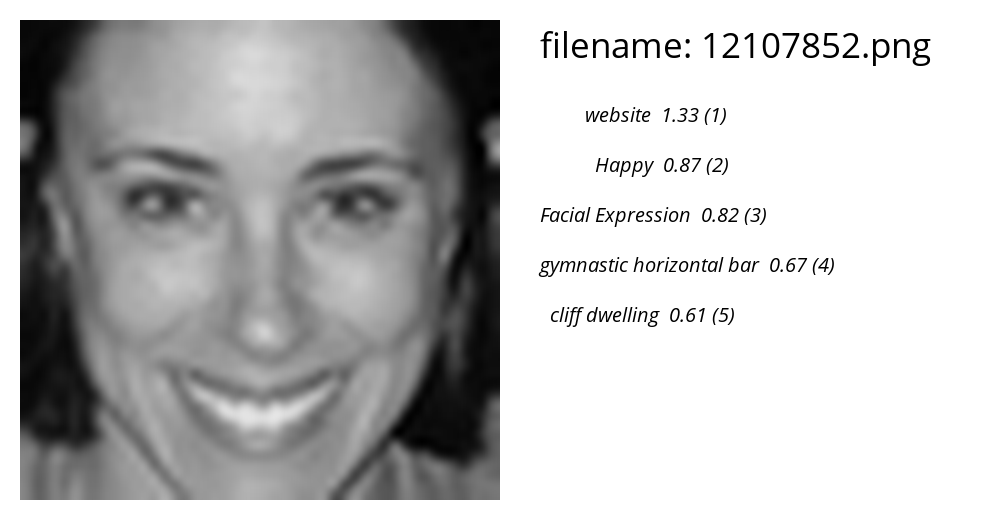 filename: 12107852.png
website 1.33 (1)
Happy 0.87 (2)
Facial Expression 0.82 (3)
gymnastic horizontal bar 0.67 (4)
cliff dwelling 0.61 (5)